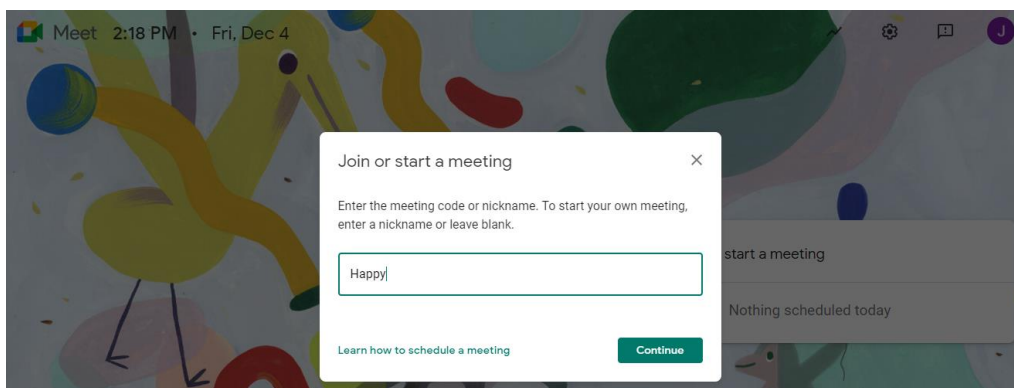 Meet 2:18 PM • Fri, Dec 4
J
Join or start a meeting
Enter the meeting code or nickname. To start your own meeting,
enter a nickname or leave blank.
Happy
start a meeting
Nothing scheduled today
Learn how to schedule a meeting
Continue